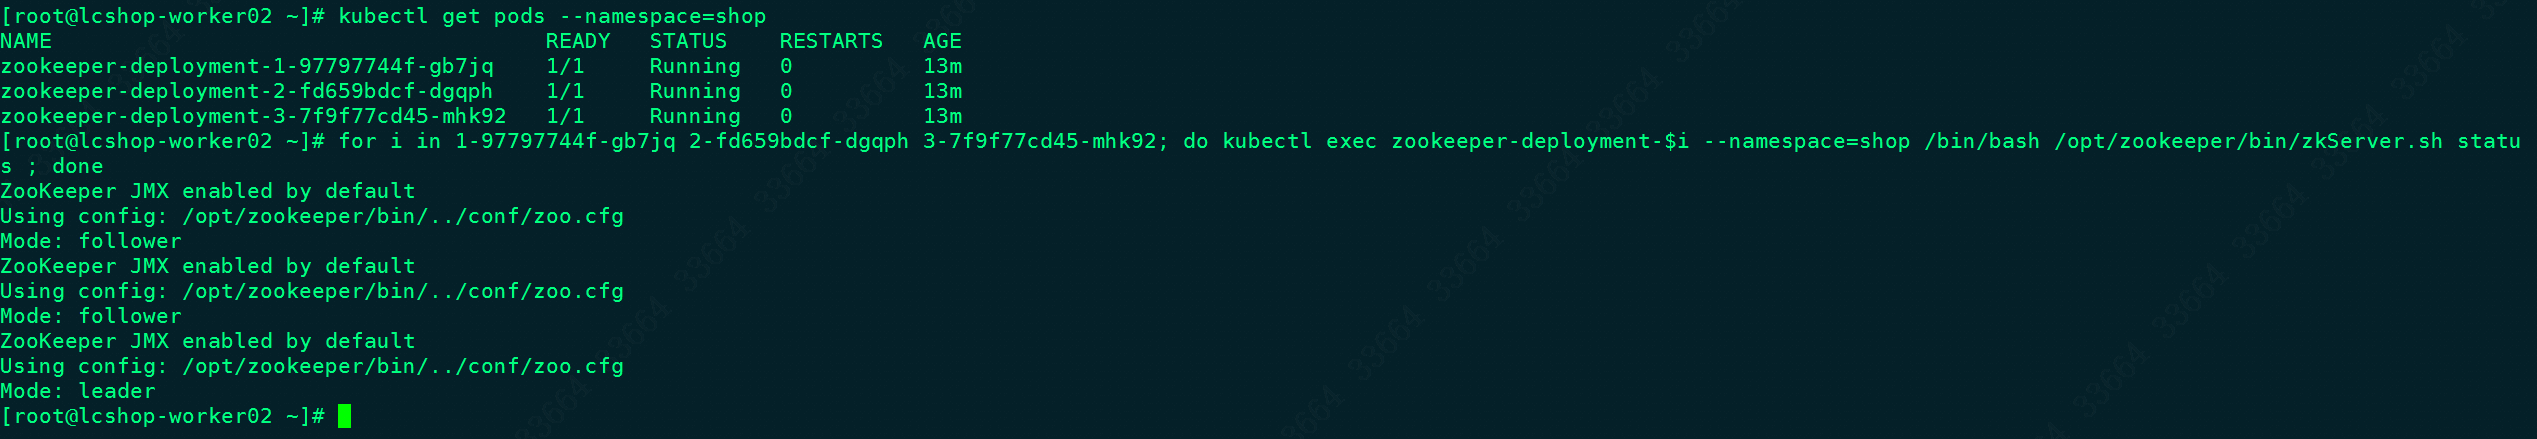 [root@lcshop-worker02 ~]# kubectl get pods --namespace=shop
NAME                                      READY   STATUS    RESTARTS   AGE
zookeeper-deployment-1-97797744f-gb7jq    1/1     Running   0          13m
zookeeper-deployment-2-fd659bdcf-dgqph    1/1     Running   0          13m
zookeeper-deployment-3-7f9f77cd45-mhk92   1/1     Running   0          13m
[root@lcshop-worker02 ~]# for i in 1-97797744f-gb7jq 2-fd659bdcf-dgqph 3-7f9f77cd45-mhk92; do kubectl exec zookeeper-deployment-$i --namespace=shop /bin/bash /opt/zookeeper/bin/zkServer.sh statu
s ; done
ZooKeeper JMX enabled by default
Using config: /opt/zookeeper/bin/../conf/zoo.cfg
Mode: follower
ZooKeeper JMX enabled by default
Using config: /opt/zookeeper/bin/../conf/zoo.cfg
Mode: follower
ZooKeeper JMX enabled by default
Using config: /opt/zookeeper/bin/../conf/zoo.cfg
Mode: leader
[root@lcshop-worker02 ~]#